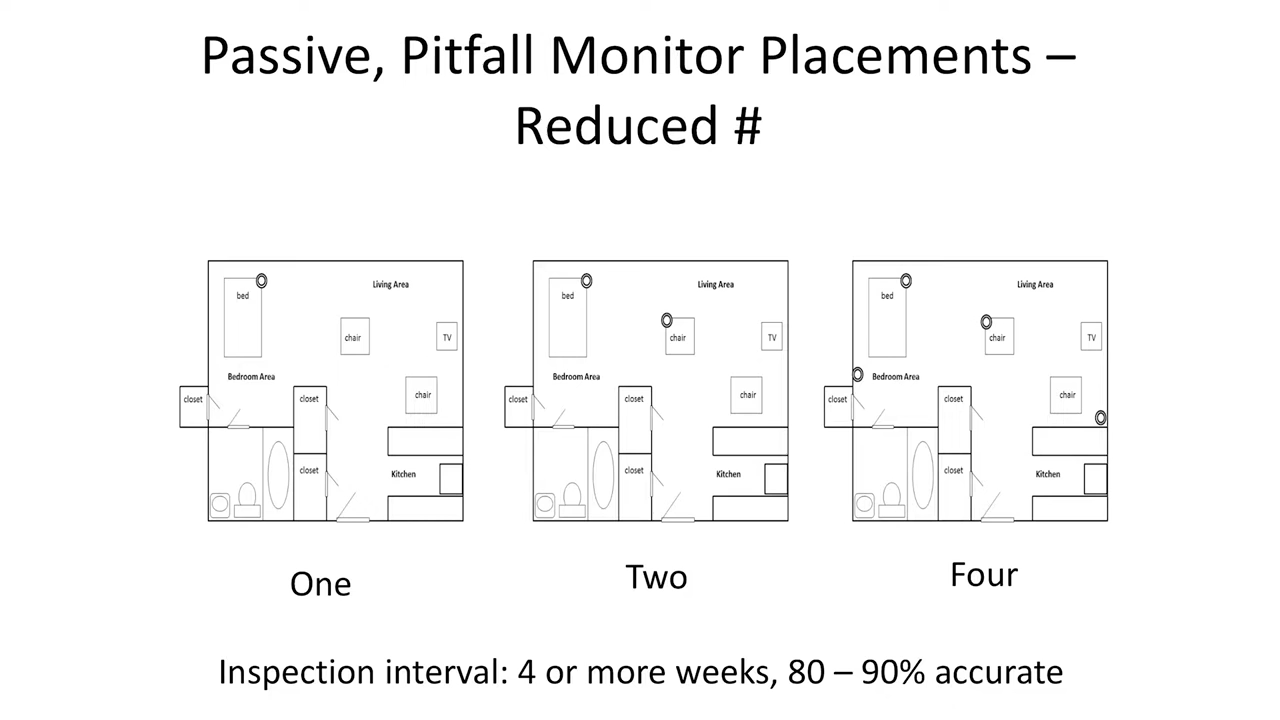 Passive, Pitfall Monitor Placements –
Reduced #
bed
Living Area
chair
TV
Bedroom Area
chair
closet
closet
closet
Kitchen
One
bed
Living Area
chair
TV
Bedroom Area
chair
closet
closet
closet
Kitchen
Two
bed
Living Area
chair
TV
Bedroom Area
chair
closet
closet
closet
Kitchen
Four
Inspection interval: 4 or more weeks, 80 – 90% accurate